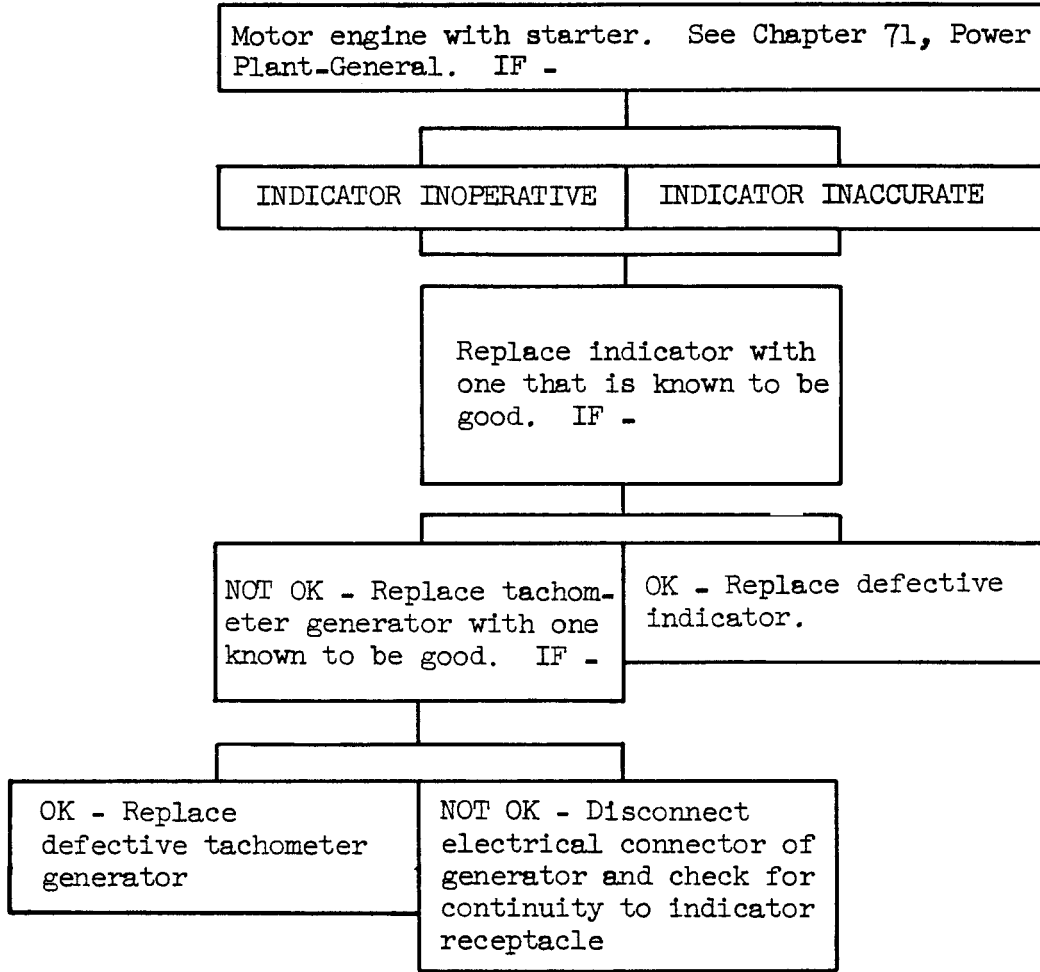 Motor engine with starter. See Chapter 71, Power
Plant-General. IF -
INDICATOR INOPERATIVE
INDICATOR INACCURATE
Replace indicator with
one that is known to be
good. IF -
NOT OK - Replace tachom-
eter generator with one
known to be good. IF -
OK - Replace defective
indicator.
OK - Replace
defective tachometer
generator
NOT OK - Disconnect
electrical connector of
generator and check for
continuity to indicator
receptacle